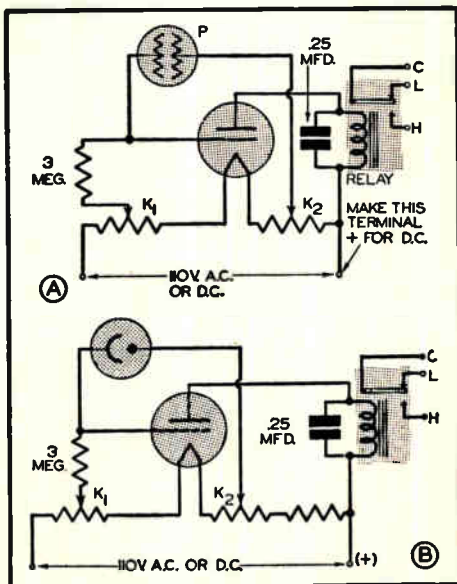 P
.25
MFD.
C
L
H
3
MEG.
K1
K2
RELAY
MAKE THIS
TERMINAL
+ FOR D.C.
110V. A.C.
OR D.C.
A
C
L
H
.25
MFD.
3
MEG.
K1
K2
110V. A.C. OR D.C.
(+)
B